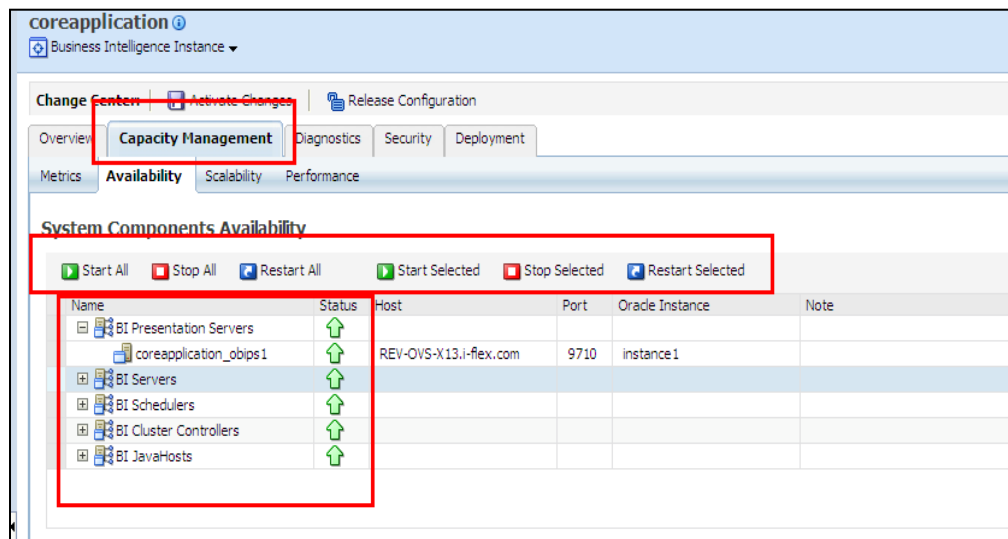 coreapplication
Business Intelligence Instance
Change Center: Activate Changes Release Configuration
Overview Capacity Management Diagnostics Security Deployment
Metrics Availability Scalability Performance
System Components Availability
Start All Stop All Restart All Start Selected Stop Selected Restart Selected
Name Status Host Port Oracle Instance Note
BI Presentation Servers
coreapplication_obips1 REV-OVS-X13.i-flex.com 9710 instance1
BI Servers
BI Schedulers
BI Cluster Controllers
BI JavaHosts